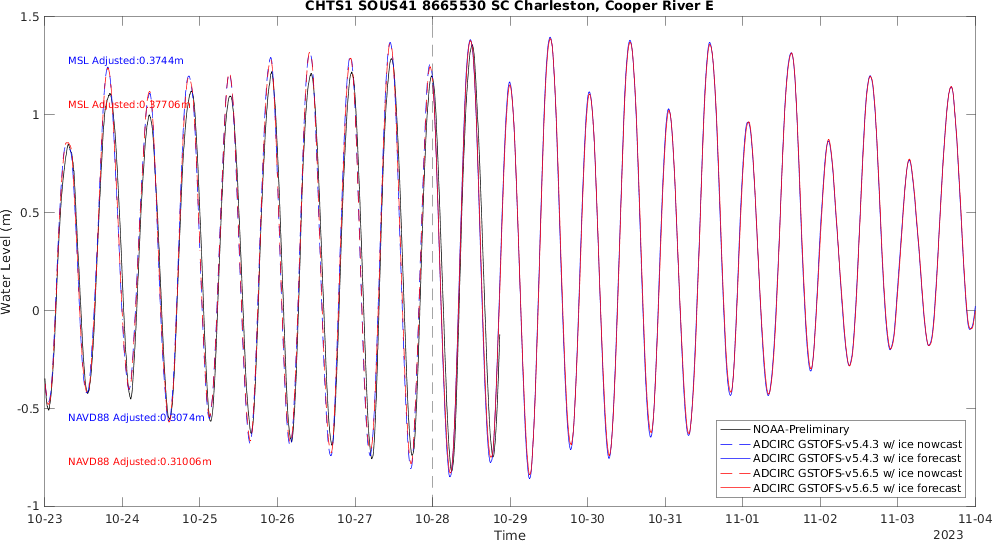 CHTS1 SOUS41 8665530 SC Charleston, Cooper River E
1.5
1
0.5
0
-0.5
-1
Water Level (m)
MSL Adjusted:0.3744m
MSL Adjusted:0.37706m
NAVD88 Adjusted:0.3074m
NAVD88 Adjusted:0.31006m
NOAA-Preliminary
ADCIRC GSTOFS-v5.4.3 w/ ice nowcast
ADCIRC GSTOFS-v5.4.3 w/ ice forecast
ADCIRC GSTOFS-v5.6.5 w/ ice nowcast
ADCIRC GSTOFS-v5.6.5 w/ ice forecast
10-23 10-24 10-25 10-26 10-27 10-28 10-29 10-30 10-31 11-01 11-02 11-03 11-04
Time
2023